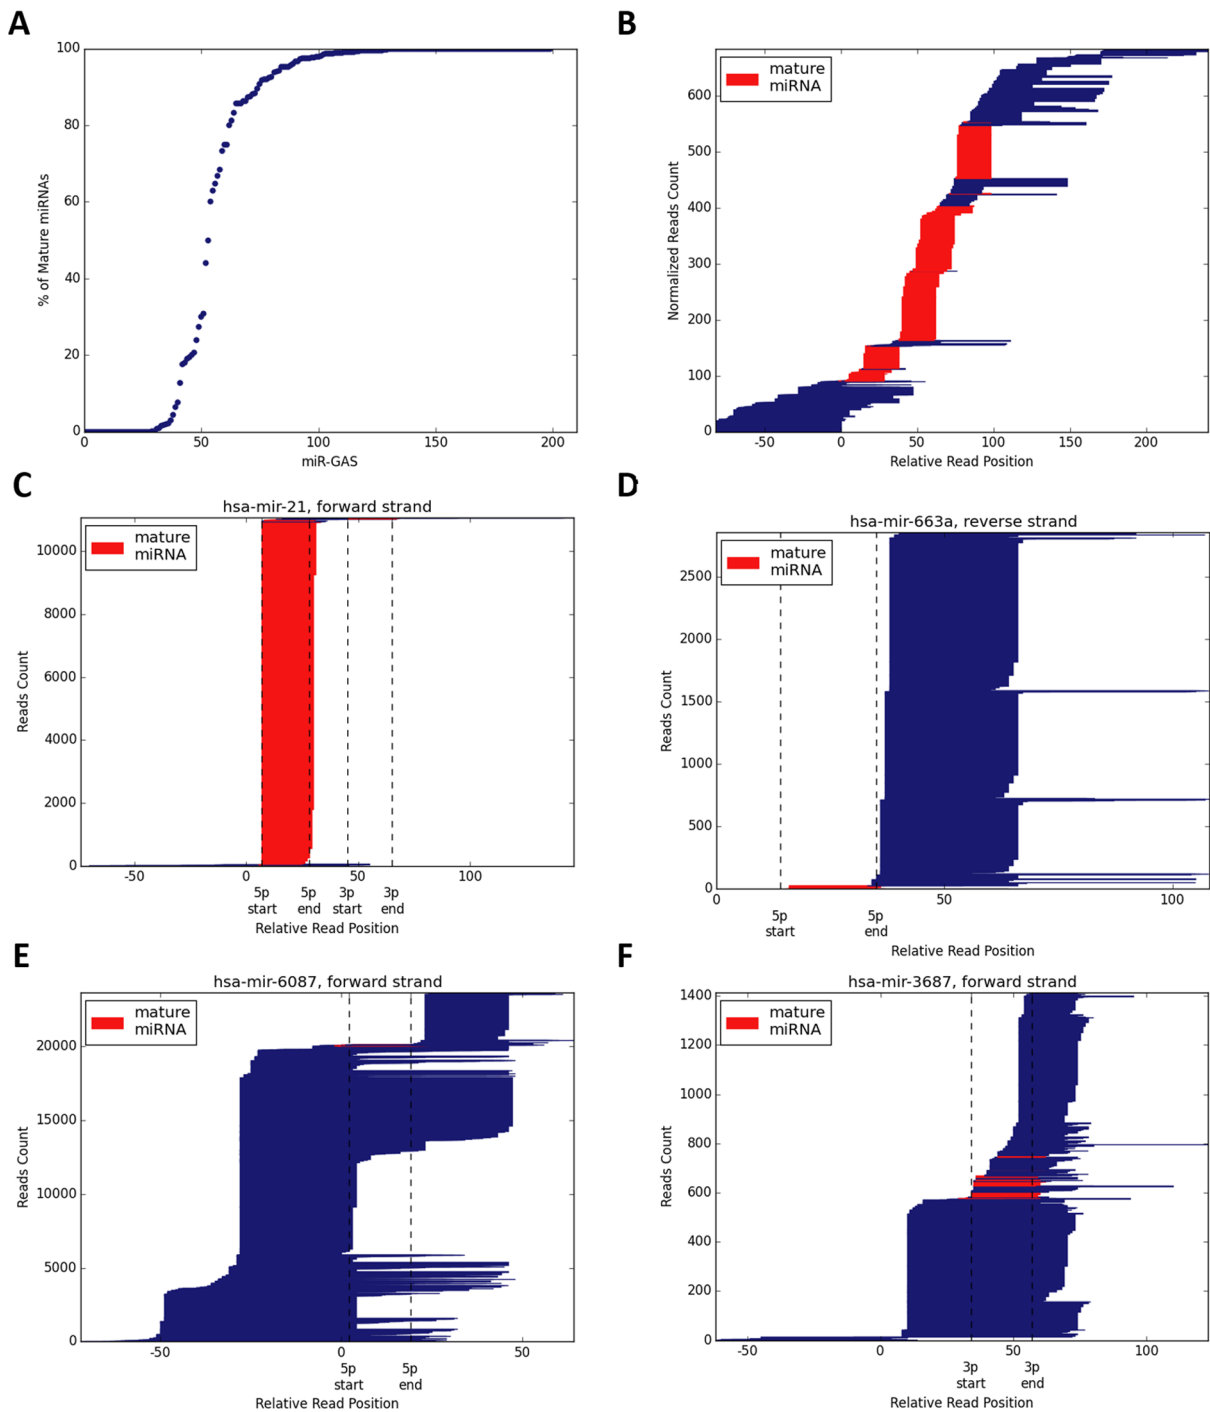 A
100
80
60
40
20
0
% of Mature miRNAs
0 50 100 150 200
miR-GAS
B
mature
miRNA
600
500
400
300
200
100
0
Normalized Reads Count
-50 0 50 100 150 200
Relative Read Position
C
hsa-mir-21, forward strand
mature
miRNA
10000
8000
6000
4000
2000
0
Reads Count
-50 0 50 100
5p 5p 3p 3p
start end start end
Relative Read Position
D
hsa-mir-663a, reverse strand
mature
miRNA
2500
2000
1500
1000
500
0
Reads Count
0 50 100
5p 5p
start end
Relative Read Position
E
hsa-mir-6087, forward strand
mature
miRNA
20000
15000
10000
5000
0
Reads Count
-50 0 50
5p 5p
start end
Relative Read Position
F
hsa-mir-3687, forward strand
mature
miRNA
1400
1200
1000
800
600
400
200
0
Reads Count
-50 0 50 100
3p 3p
start end
Relative Read Position